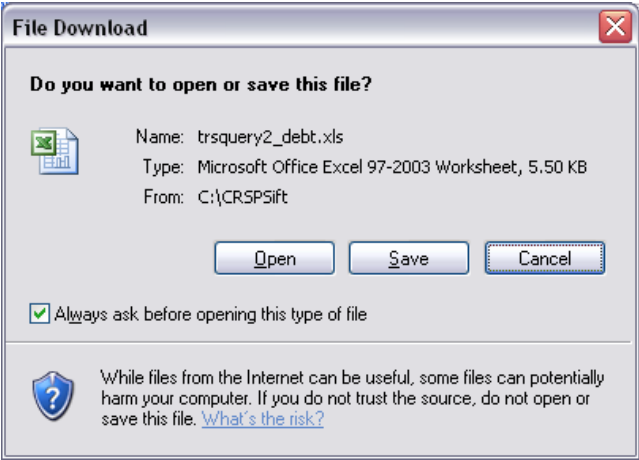 File Download
Do you want to open or save this file?
Name: trsquery2_debt.xls
Type: Microsoft Office Excel 97-2003 Worksheet, 5.50 KB
From: C:\CRSPSift
Open Save Cancel
Always ask before opening this type of file
While files from the Internet can be useful, some files can potentially
harm your computer. If you do not trust the source, do not open or
save this file. What's the risk?